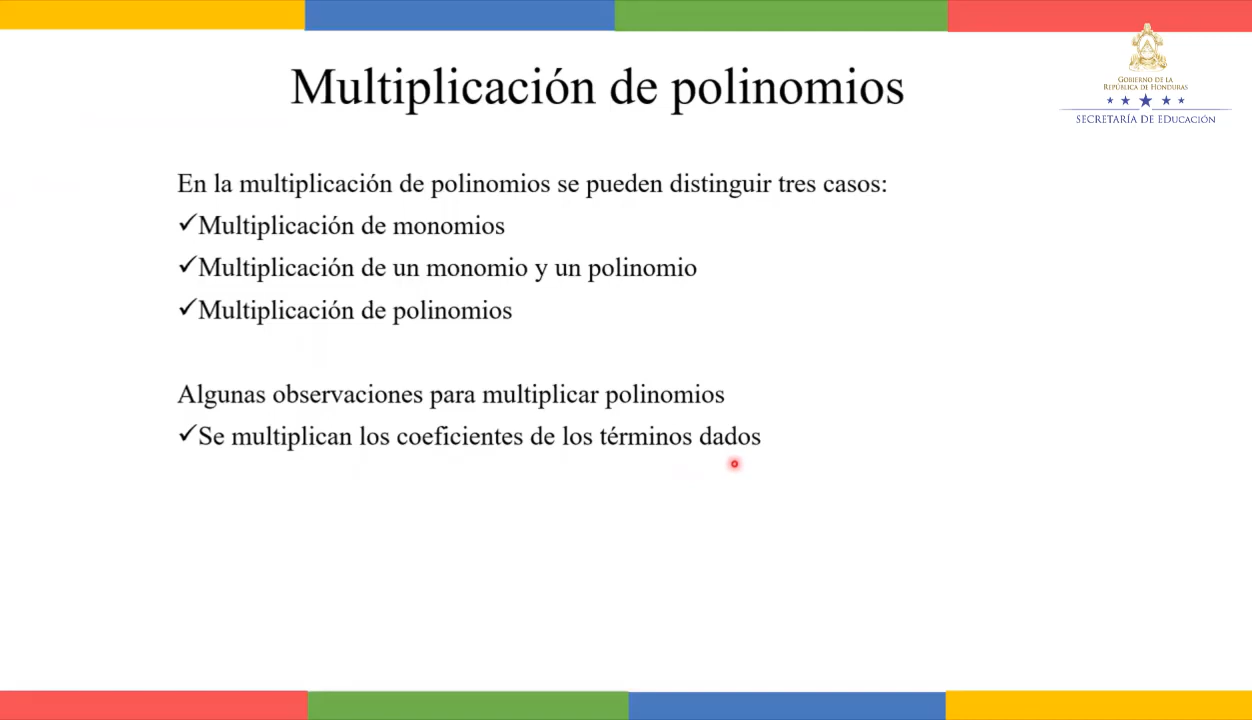 Multiplicación de polinomios
GOBIERNO DE LA
REPÚBLICA DE HONDURAS
SECRETARÍA DE EDUCACIÓN
En la multiplicación de polinomios se pueden distinguir tres casos:
✓Multiplicación de monomios
✓Multiplicación de un monomio y un polinomio
✓Multiplicación de polinomios
Algunas observaciones para multiplicar polinomios
✓Se multiplican los coeficientes de los términos dados